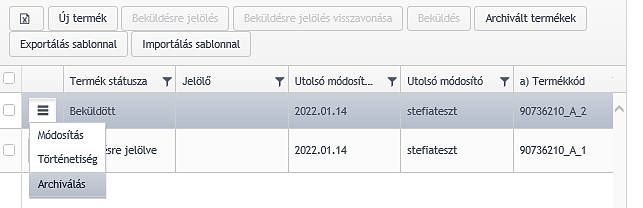 Új termék Beküldésre jelölés Beküldésre jelölés visszavonása Beküldés Archivált termékek
Exportálás sablonnal Importálás sablonnal
Termék státusza Jelölő Utolsó módosít... Utolsó módosító a) Termékkód
Beküldött 2022.01.14 stefiateszt 90736210_A_2
Módosítás
ésre jelölve 2022.01.14 stefiateszt 90736210_A_1
Történetiség
Archiválás